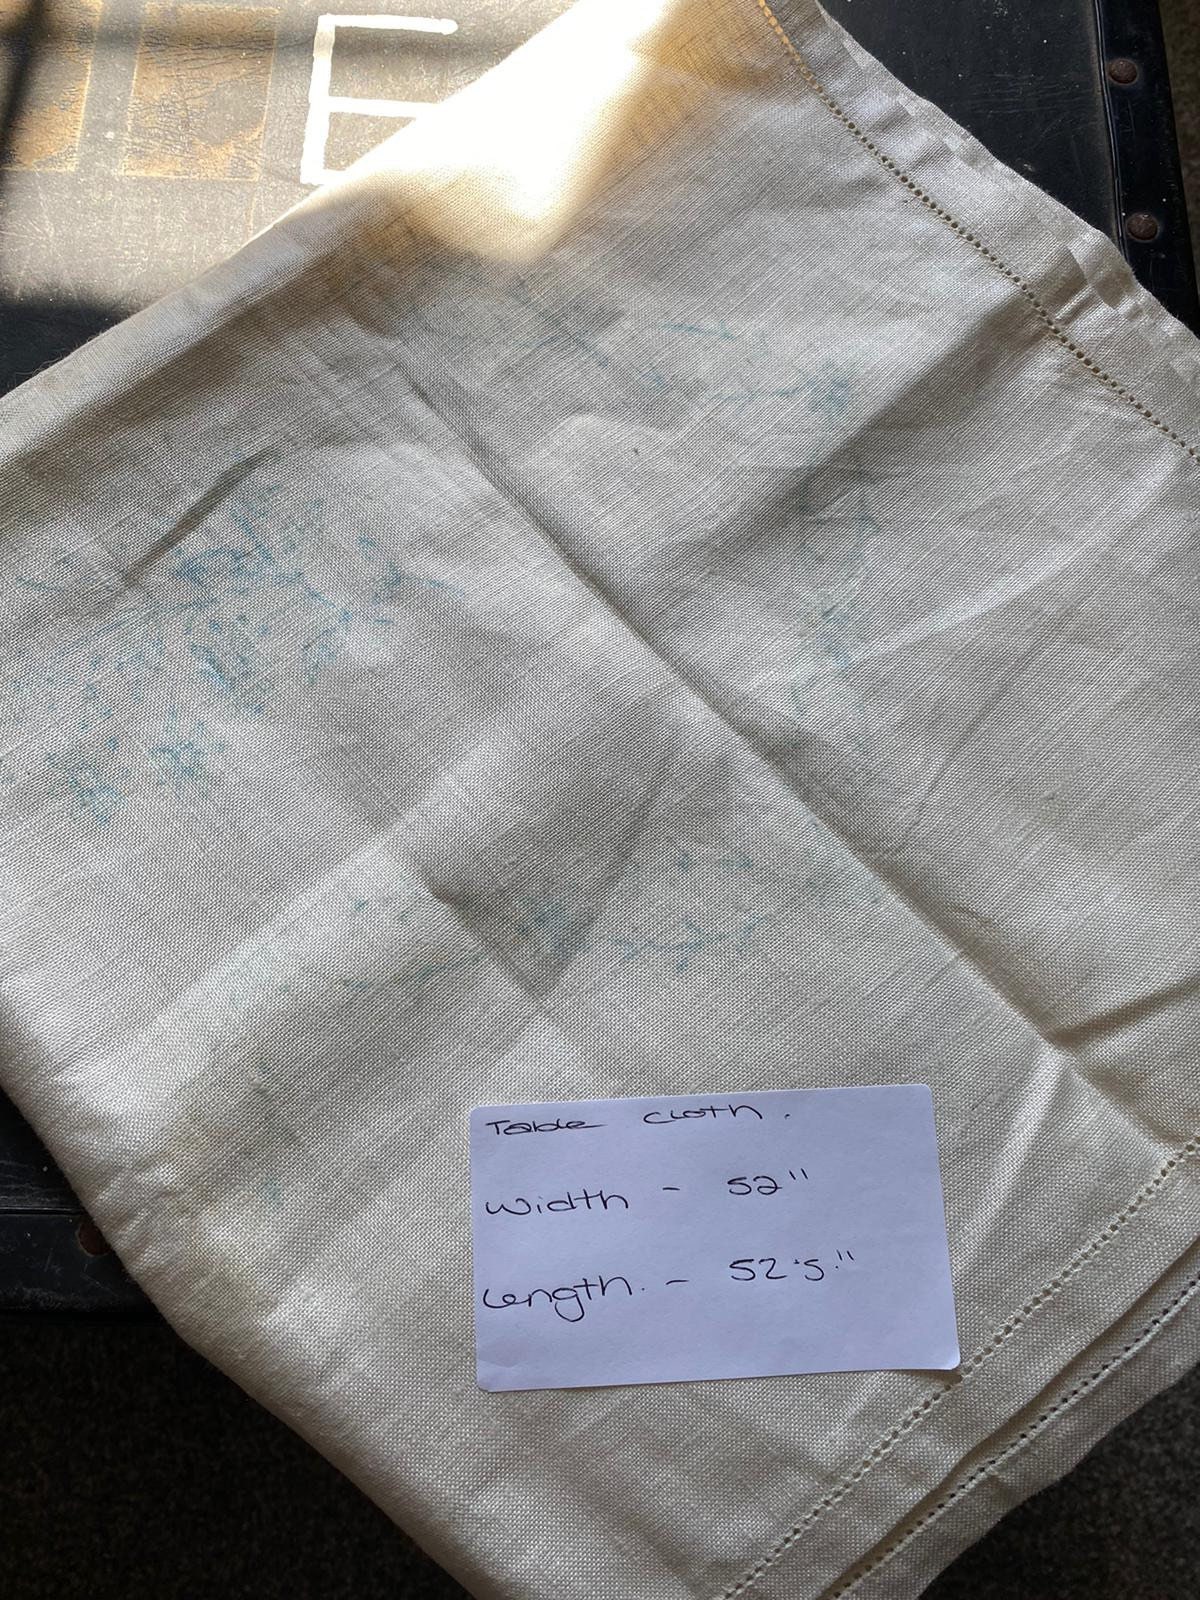 E
Table Cloth.
Width - 52"
Length. - 52.5."